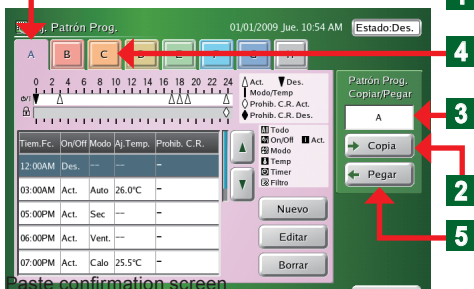 Patrón Prog. 01/01/2009 Jue. 10:54 AM Estado:Des.
1
A B C
4
0 2 4 6 8 10 12 14 16 18 20 22 24
Act. Des.
Modo/Temp
Prohib. C.R. Act.
Prohib. C.R. Des.
Patrón Prog.
Copiar/Pegar
A
3
Todo
On/Off Act.
Modo
Temp
Timer
Filtro
Copia
2
Pegar
5
Tiem.Fc. On/Off Modo Aj.Temp. Prohib. C.R.
12:00AM Des. -- -- -
03:00AM Act. Auto 26.0°C -
05:00PM Act. Sec -- -
06:00PM Act. Vent. -- -
07:00PM Act. Calo 25.5°C -
Nuevo
Editar
Borrar
Paste confirmation screen